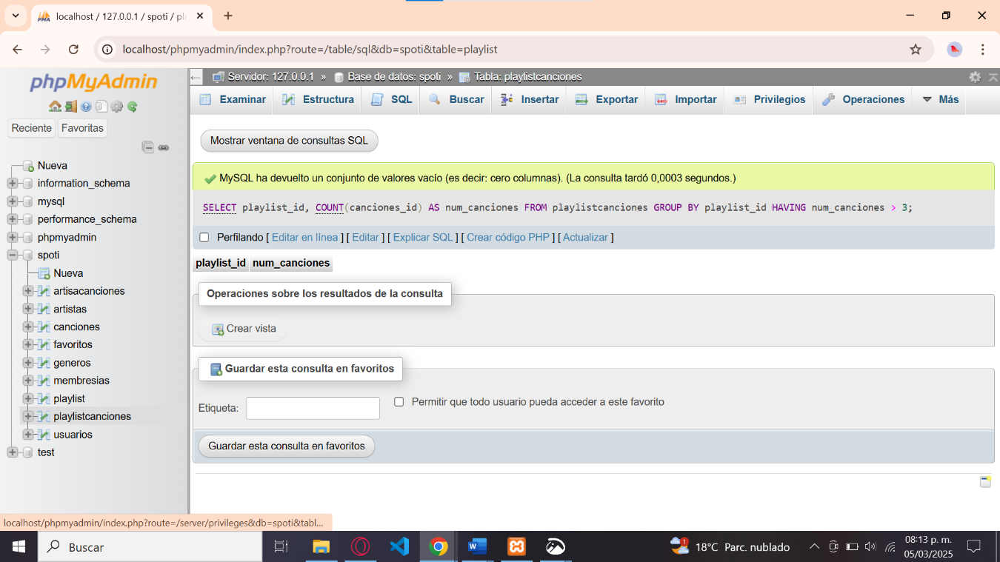 localhost / 127.0.0.1 / spoti / pl
localhost/phpmyadmin/index.php?route=/table/sql&db=spoti&table=playlist
phpMyAdmin
Reciente Favoritas
Nueva
information_schema
mysql
performance_schema
phpmyadmin
spoti
Nueva
artisacanciones
artistas
canciones
favoritos
generos
membresias
playlist
playlistcanciones
usuarios
test
Servidor: 127.0.0.1 » Base de datos: spoti » Tabla: playlistcanciones
Examinar Estructura SQL Buscar Insertar Exportar Importar Privilegios Operaciones Más
Mostrar ventana de consultas SQL
MySQL ha devuelto un conjunto de valores vacío (es decir: cero columnas). (La consulta tardó 0,0003 segundos.)
SELECT playlist_id, COUNT(canciones_id) AS num_canciones FROM playlistcanciones GROUP BY playlist_id HAVING num_canciones > 3;
Perfilando [ Editar en línea ] [ Editar ] [ Explicar SQL ] [ Crear código PHP ] [ Actualizar ]
playlist_id num_canciones
Operaciones sobre los resultados de la consulta
Crear vista
Guardar esta consulta en favoritos
Etiqueta: Permitir que todo usuario pueda acceder a este favorito
Guardar esta consulta en favoritos
localhost/phpmyadmin/index.php?route=/server/privileges&db=spoti&tabl...
Buscar
1
18°C Parc. nublado
08:13 p. m.
05/03/2025